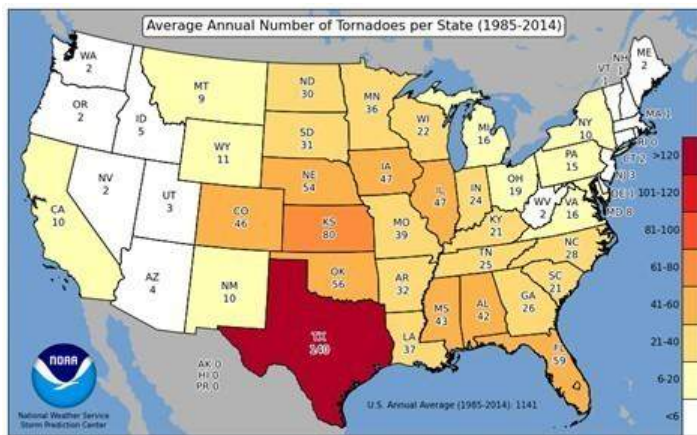 Average Annual Number of Tornadoes per State (1985-2014)
WA
2
OR
2
ID
5
MT
9
ND
30
MN
36
WI
22
MI
16
NY
10
VT
1
NH
1
ME
2
MA 1
RI 0
CT 2
NJ 3
DE 1
MD 8
PA
15
WY
11
SD
31
IA
47
IL
47
IN
24
OH
19
WV
2
VA
16
NV
2
UT
3
CO
46
NE
54
KS
80
MO
39
KY
21
CA
10
AZ
4
NM
10
OK
56
AR
32
TN
25
NC
28
SC
21
MS
43
AL
42
GA
26
TX
140
LA
37
FL
59
AK 0
HI 0
PR 0
>120
101-120
81-100
61-80
41-60
21-40
6-20
<6
NOAA
National Weather Service
Storm Prediction Center
U.S. Annual Average (1985-2014): 1141